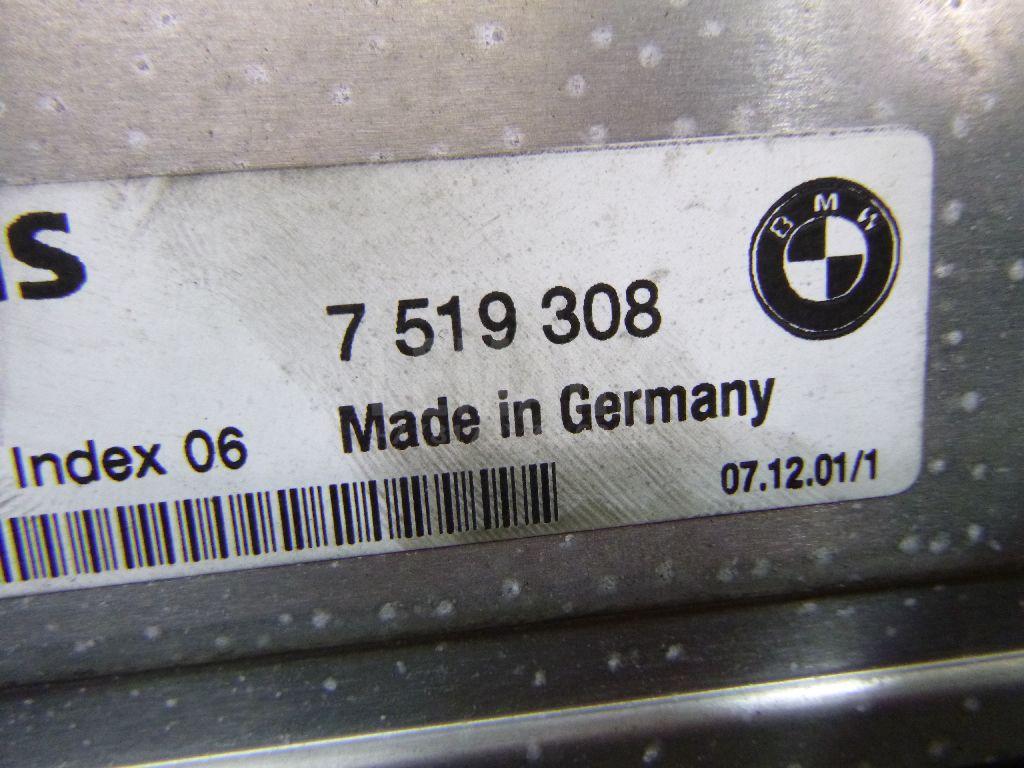 s
BMW
7 519 308
Made in Germany
Index 06
07.12.01/1